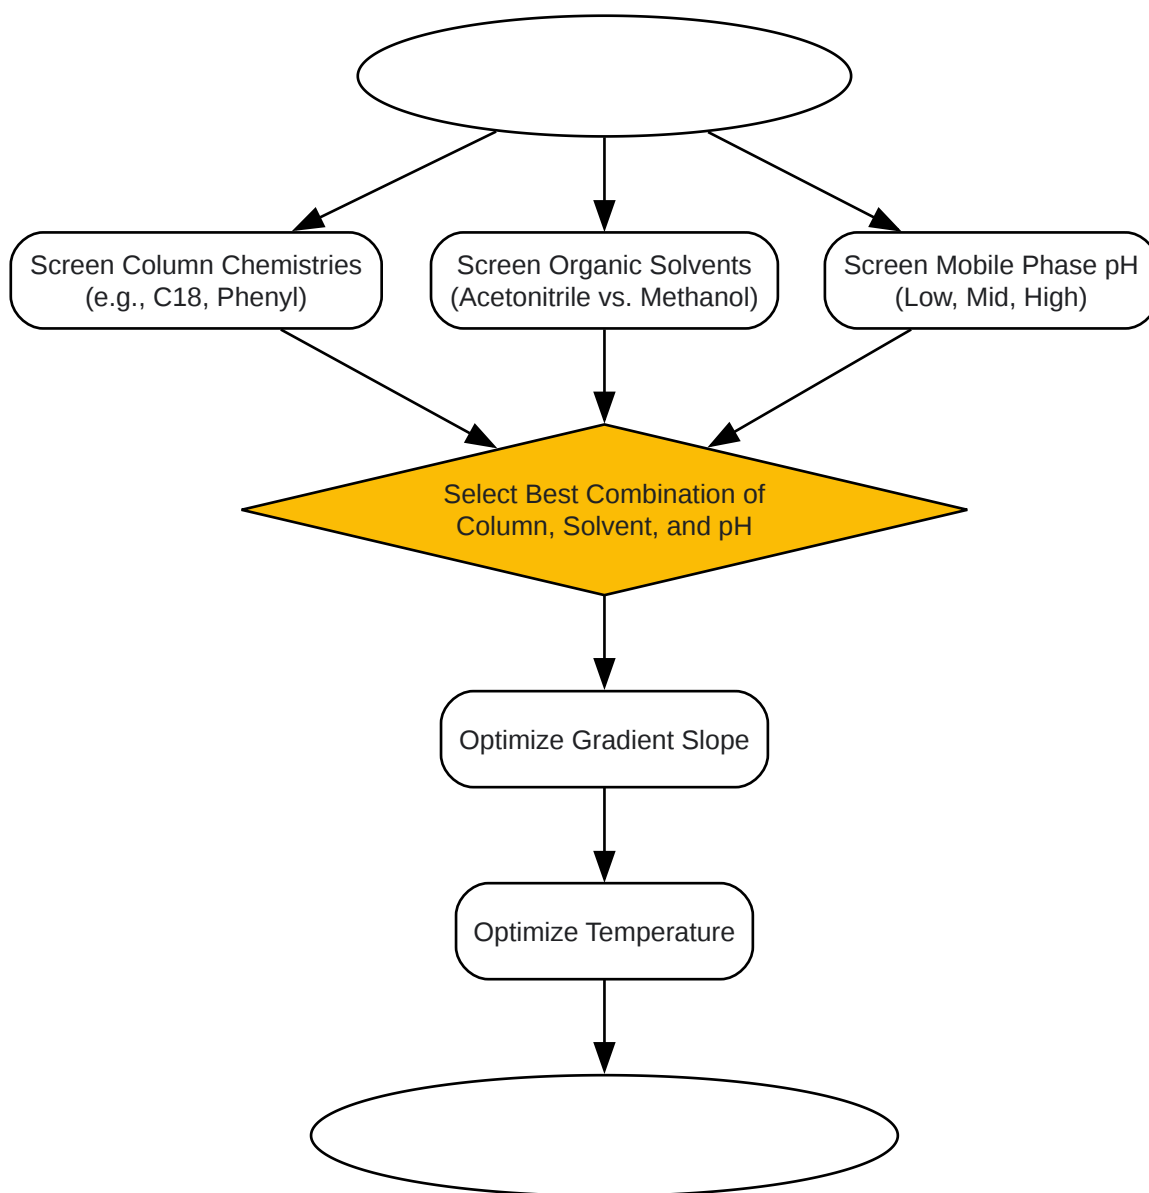 Screen Column Chemistries
(e.g., C18, Phenyl)
Screen Organic Solvents
(Acetonitrile vs. Methanol)
Screen Mobile Phase pH
(Low, Mid, High)
Select Best Combination of
Column, Solvent, and pH
Optimize Gradient Slope
Optimize Temperature